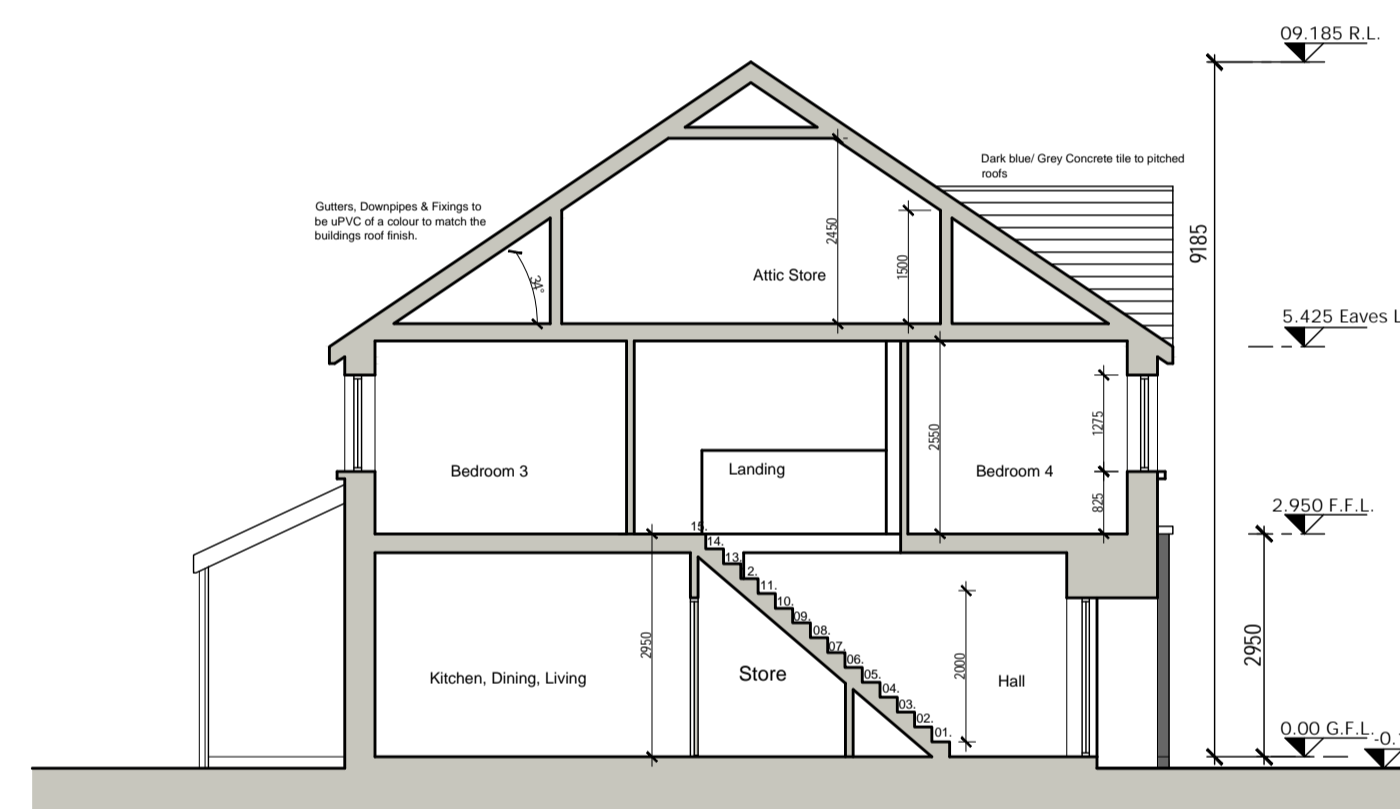 09.185 R.L.
Dark blue/ Grey Concrete tile to pitched
roofs
Gutters, Downpipes & Fixings to
be uPVC of a colour to match the
buildings roof finish.
2450
1500
9185
34°
Attic Store
5.425 Eaves L
2550
1275
Bedroom 3
Landing
Bedroom 4
825
2.950 F.F.L.
15.
14.
13.
2.
11.
10.
09.
08.
07.
06.
05.
04.
03.
02.
01.
2950
2000
2950
Kitchen, Dining, Living
Store
Hall
0.00 G.F.L.
-0.